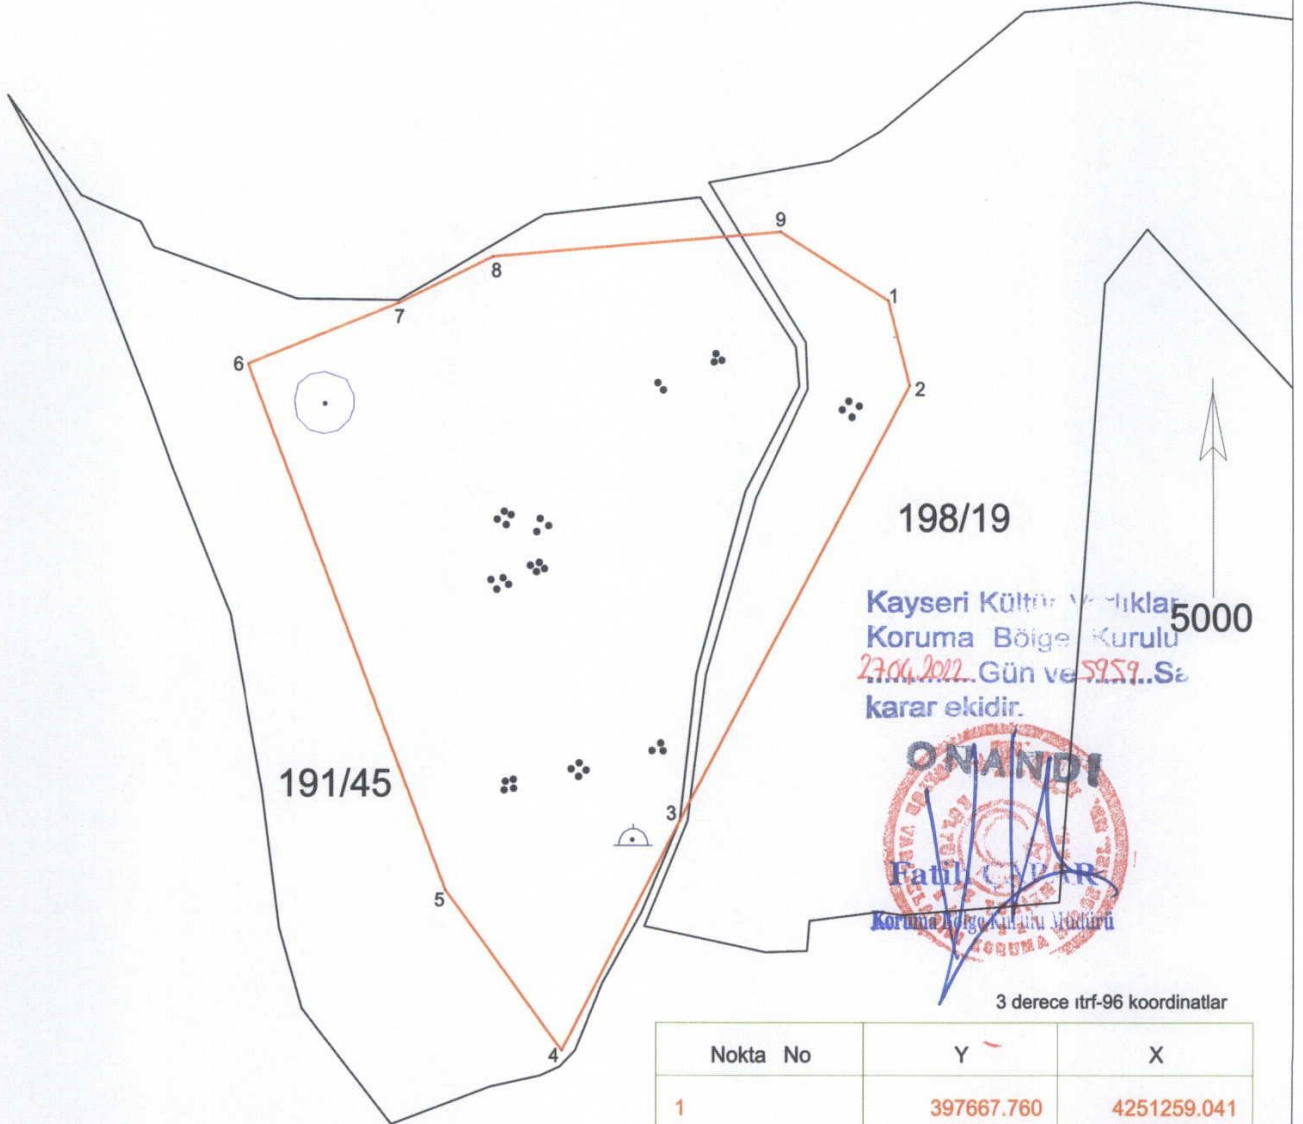 9
8
1
7
6
2
198/19
Kayseri Kültür
Koruma Bölge Kurulu
5000
27.04.2022 Gün ve 5959
karar ekidir.
ONANDI
191/45
3
5
Koruma Bölge Kurulu Müdürü
KORUMA
4
3 derece ıtrf-96 koordinatlar
Nokta No Y X
1 397667.760 4251259.041